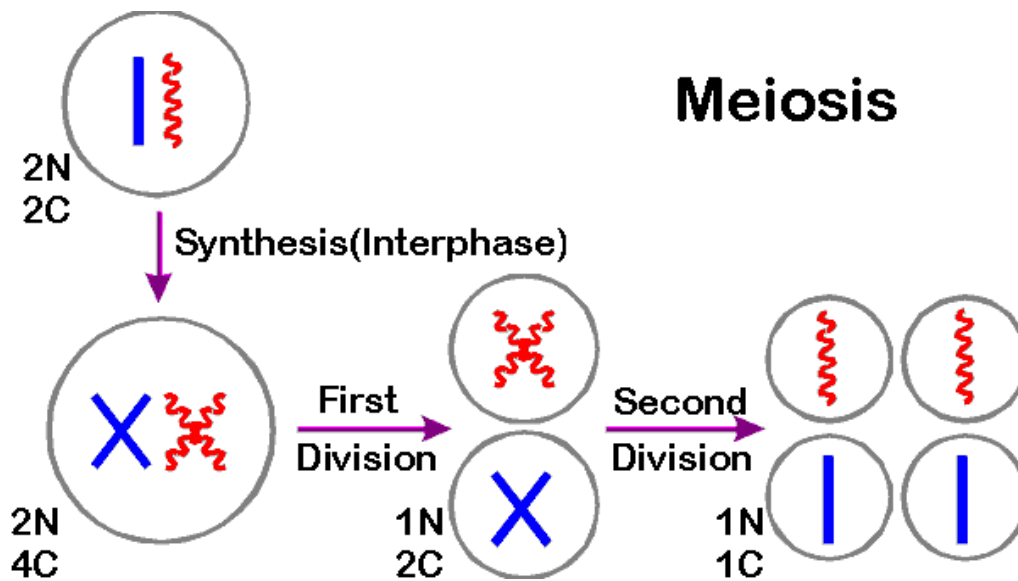 Meiosis
2N
2C
Synthesis(Interphase)
2N
4C
First
Division
1N
2C
Second
Division
1N
1C